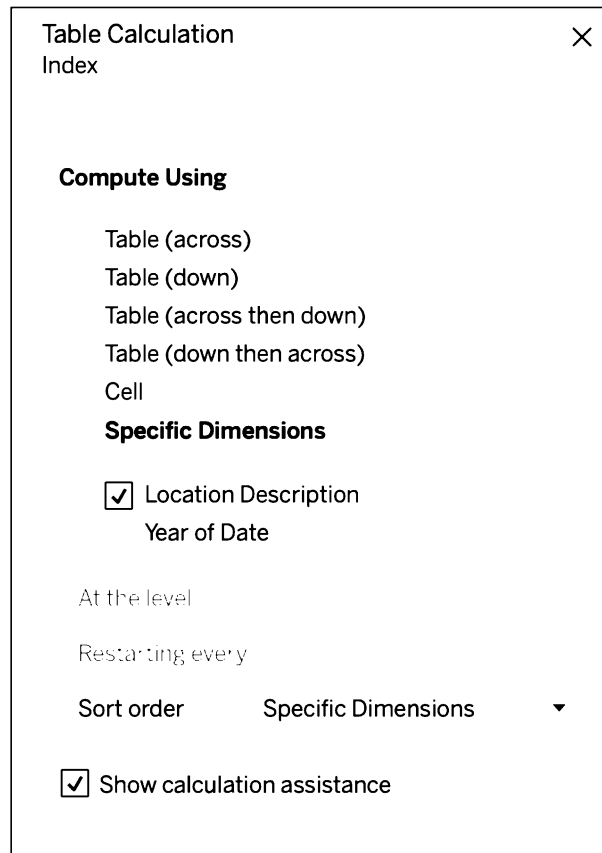 Table Calculation
Index
Compute Using
Table (across)
Table (down)
Table (across then down)
Table (down then across)
Cell
Specific Dimensions
Location Description
Year of Date
At the level
Restarting every
Sort order Specific Dimensions
Show calculation assistance